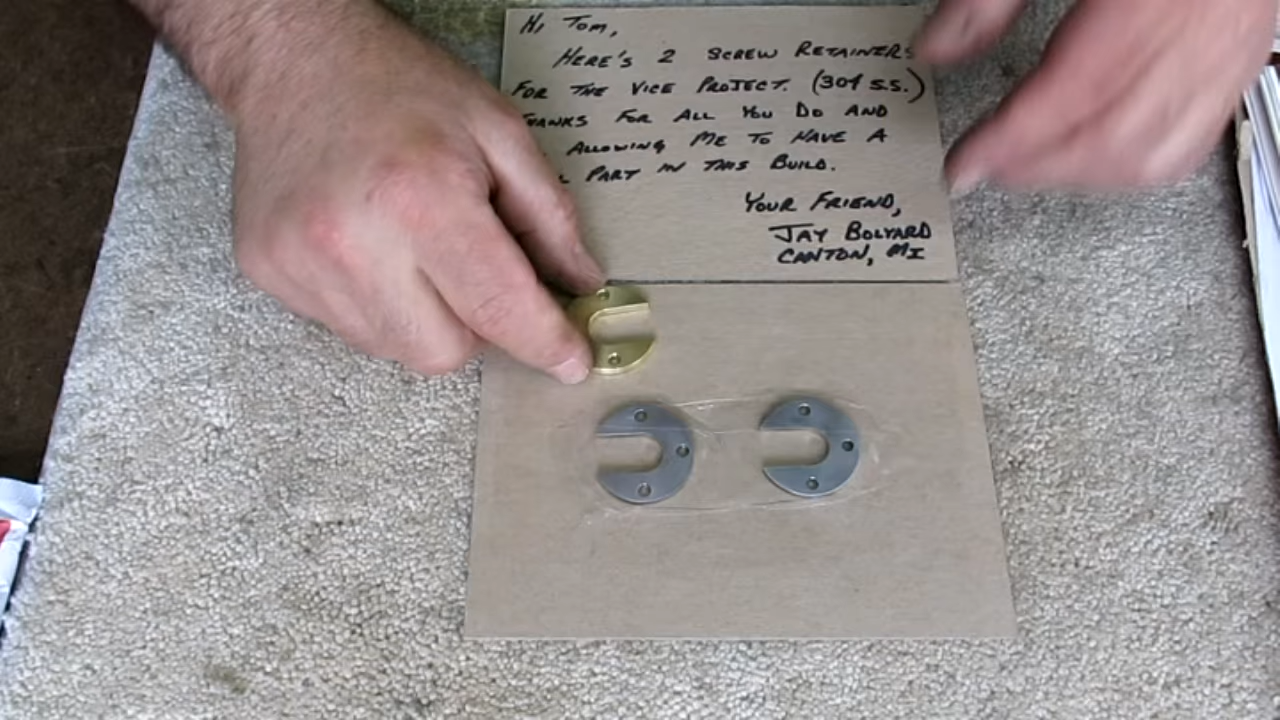 HI TOM,
HERE'S 2 SCREW RETAINERS
FOR THE VICE PROJECT. (304 S.S.)
THANKS FOR ALL YOU DO AND
ALLOWING ME TO HAVE A
PART IN THIS BUILD.
YOUR FRIEND,
JAY BOLYARD
CANTON, MI